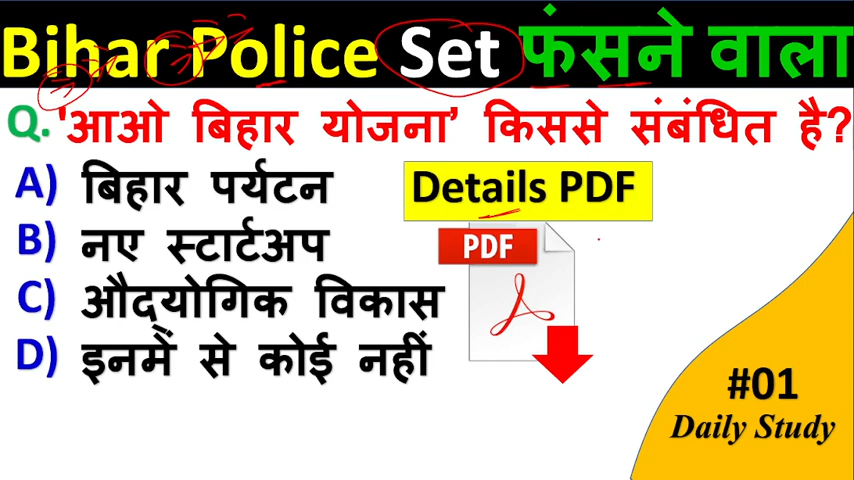 Bihar Police Set फंसने वाला
Q. 'आओ बिहार योजना' किससे संबंधित है?
A) बिहार पर्यटन
B) नए स्टार्टअप
C) औद्योगिक विकास
D) इनमें से कोई नहीं
Details PDF
PDF
#01
Daily Study